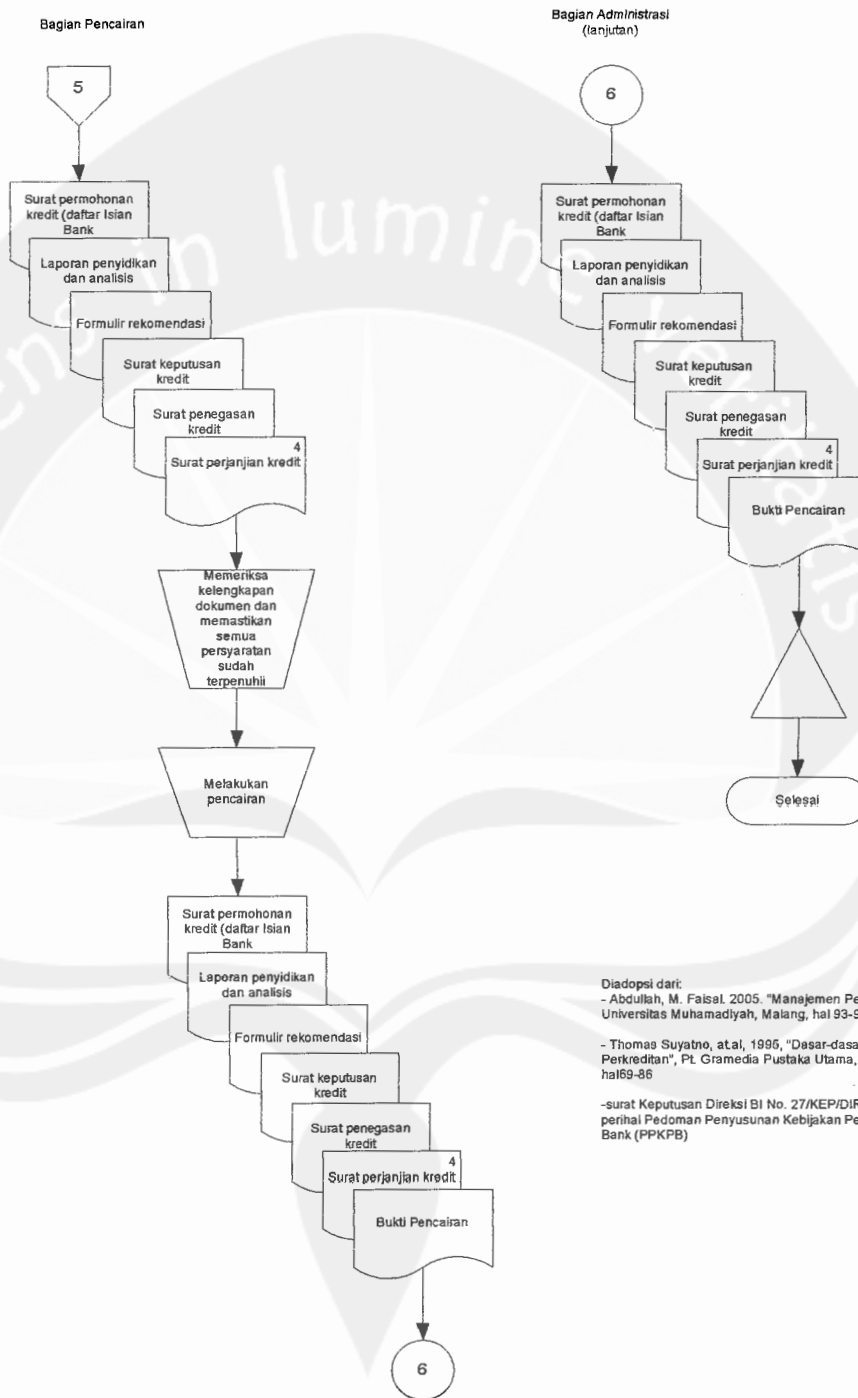 Bagian Pencairan
5
Surat permohonan
kredit (daftar Isian
Bank
Laporan penyidikan
dan analisis
Formulir rekomendasi
Surat keputusan
kredit
Surat penegasan
kredit
4
Surat perjanjian kredit
Memeriksa
kelengkapan
dokumen dan
memastikan
semua
persyaratan
sudah
terpenuhii
Melakukan
pencairan
Surat permohonan
kredit (daftar Isian
Bank
Laporan penyidikan
dan analisis
Formulir rekomendasi
Surat keputusan
kredit
Surat penegasan
kredit
4
Surat perjanjian kredit
Bukti Pencairan
6
Bagian Administrasi
(lanjutan)
6
Surat permohonan
kredit (daftar Isian
Bank
Laporan penyidikan
dan analisis
Formulir rekomendasi
Surat keputusan
kredit
Surat penegasan
kredit
4
Surat perjanjian kredit
Bukti Pencairan
Selesai
Diadopsi dari:
- Abdullah, M. Faisal. 2005. "Manajemen
Universitas Muhamadiyah, Malang, hal
- Thomas Suyatno, at.al, 1995,
Perkreditan", Pt. Gramedia Pustaka Utama,
hal69-86
-surat Keputusan Direksi BI No. 27/KEP/DIR
perihal Pedoman Penyusunan Kebijakan
Bank (PPKPB)
in lumine veritatis